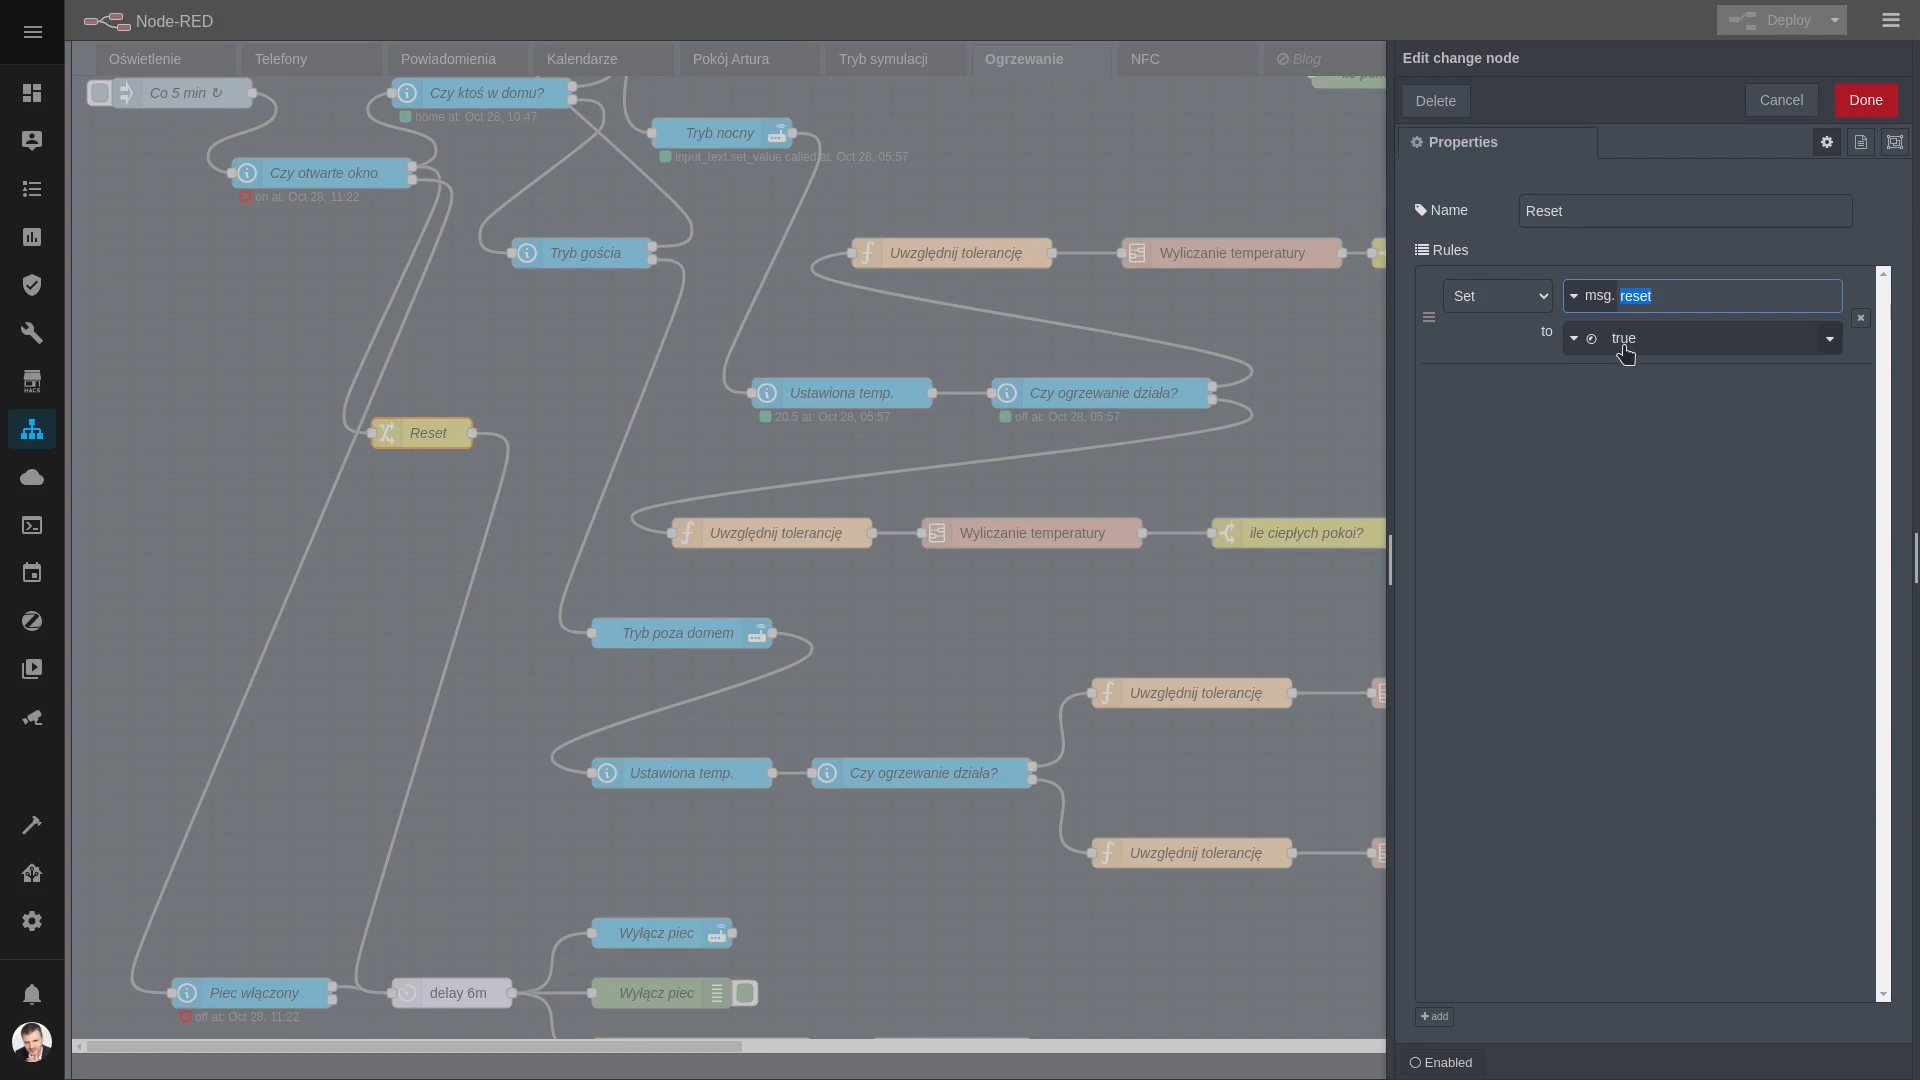 Node-RED
Deploy
Oświetlenie
Telefony
Powiadomienia
Kalendarze
Pokój Artura
Tryb symulacji
Ogrzewanie
NFC
Blog
Co 5 min ↻
Czy ktoś w domu?
home at: Oct 28, 10:47
Tryb nocny
input_text.set_value called at: Oct 28, 05:57
Czy otwarte okno
on at: Oct 28, 11:22
Tryb gościa
Uwzględnij tolerancję
Wyliczanie temperatury
Ustawiona temp.
20.5 at: Oct 28, 05:57
Czy ogrzewanie działa?
off at: Oct 28, 05:57
Reset
Uwzględnij tolerancję
Wyliczanie temperatury
ile ciepłych pokoi?
Tryb poza domem
Uwzględnij tolerancję
Ustawiona temp.
Czy ogrzewanie działa?
Uwzględnij tolerancję
Wyłącz piec
Piec włączony
off at: Oct 28, 11:22
delay 6m
Wyłącz piec
Edit change node
Delete
Cancel
Done
Properties
Name
Reset
Rules
Set
msg. reset
to
true
add
Enabled
HACS